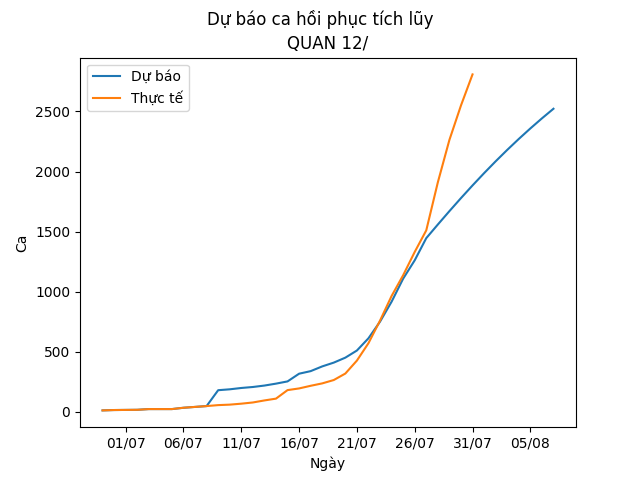 Dự báo ca hồi phục tích lũy
QUAN 12/
Dự báo
Thực tế
2500
2000
1500
1000
500
0
Ca
01/07 06/07 11/07 16/07 21/07 26/07 31/07 05/08
Ngày